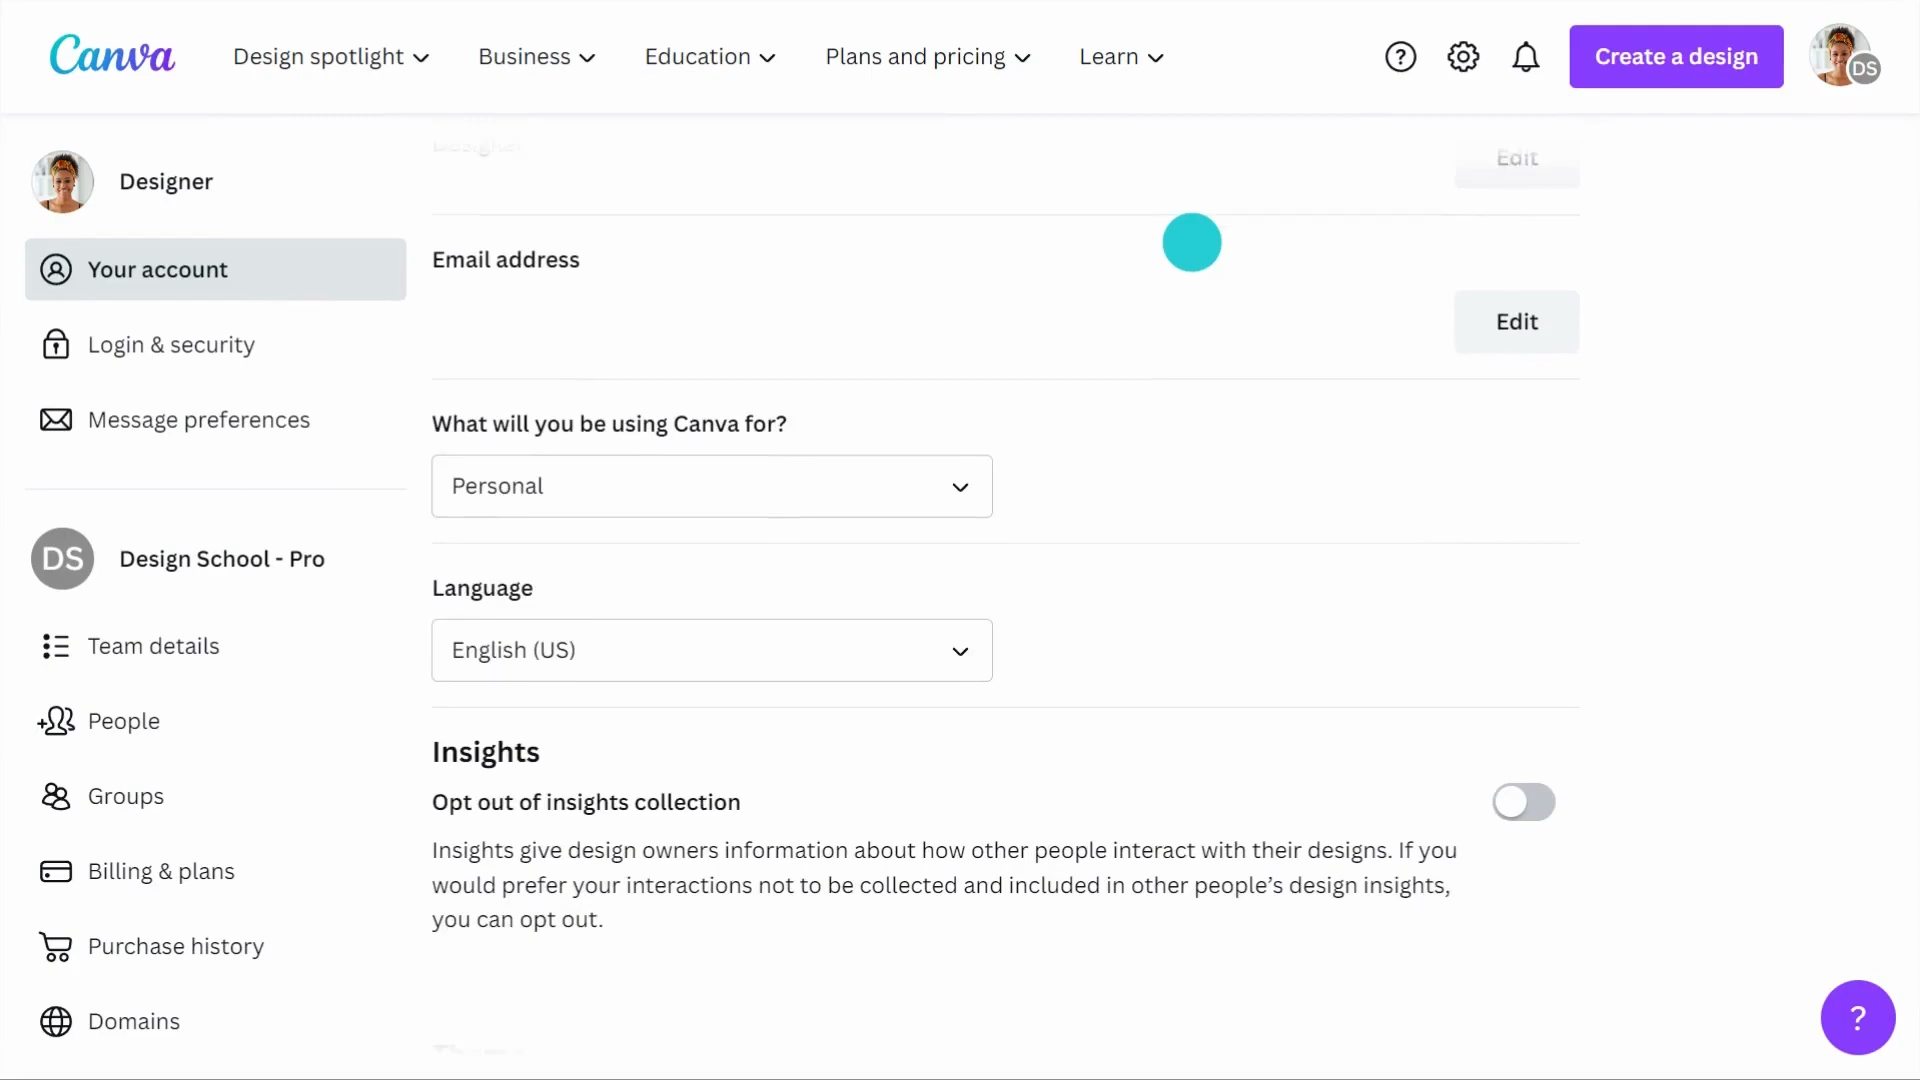 Canva
Design spotlight
Business
Education
Plans and pricing
Learn
?
Create a design
DS
Designer
Edit
Designer
Your account
Login & security
Message preferences
DS
Design School - Pro
Team details
People
Groups
Billing & plans
Purchase history
Domains
Email address
Edit
What will you be using Canva for?
Personal
Language
English (US)
Insights
Opt out of insights collection
Insights give design owners information about how other people interact with their designs. If you
would prefer your interactions not to be collected and included in other people’s design insights,
you can opt out.
?